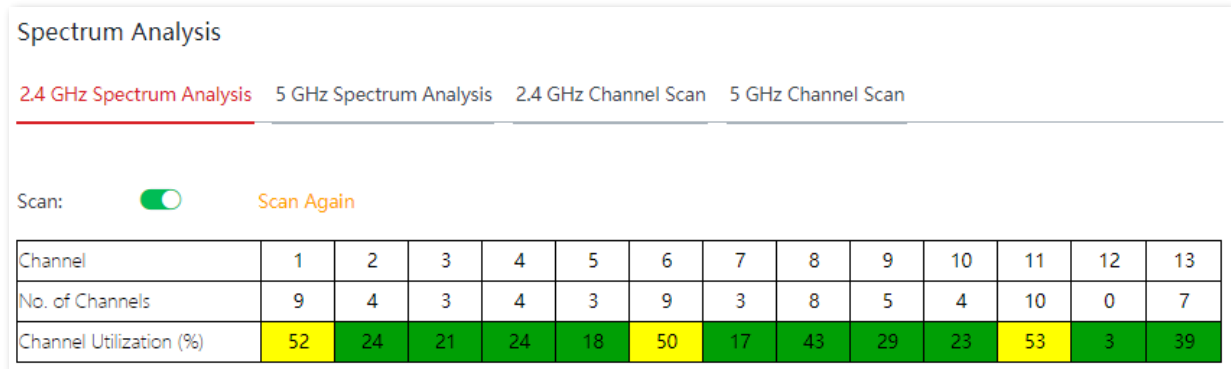 Spectrum Analysis
2.4 GHz Spectrum Analysis 5 GHz Spectrum Analysis 2.4 GHz Channel Scan 5 GHz Channel Scan
Scan: Scan Again
Channel 1 2 3 4 5 6 7 8 9 10 11 12 13
No. of Channels 9 4 3 4 3 9 3 8 5 4 10 0 7
Channel Utilization (%) 52 24 21 24 18 50 17 43 29 23 53 3 39